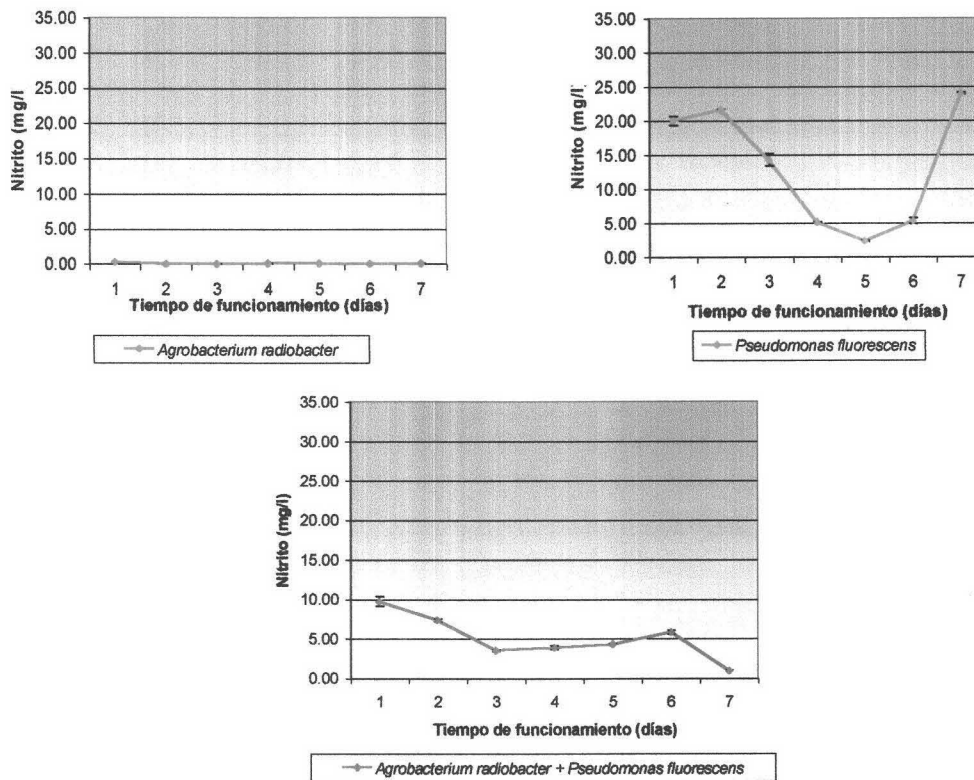 35.00
30.00
25.00
20.00
15.00
10.00
5.00
0.00
Nitrito (mg/l
1 2 3 4 5 6 7
Tiempo de funcionamiento (días)
Agrobacterium radiobacter
35.00
30.00
25.00
20.00
15.00
10.00
5.00
0.00
Nitrito (mg/l
1 2 3 4 5 6 7
Tiempo de funcionamiento (días)
Pseudomonas fluorescens
35.00
30.00
25.00
20.00
15.00
10.00
5.00
0.00
Nitrito (mg/l)
1 2 3 4 5 6 7
Tiempo de funcionamiento (días)
Agrobacterium radiobacter + Pseudomonas fluorescens